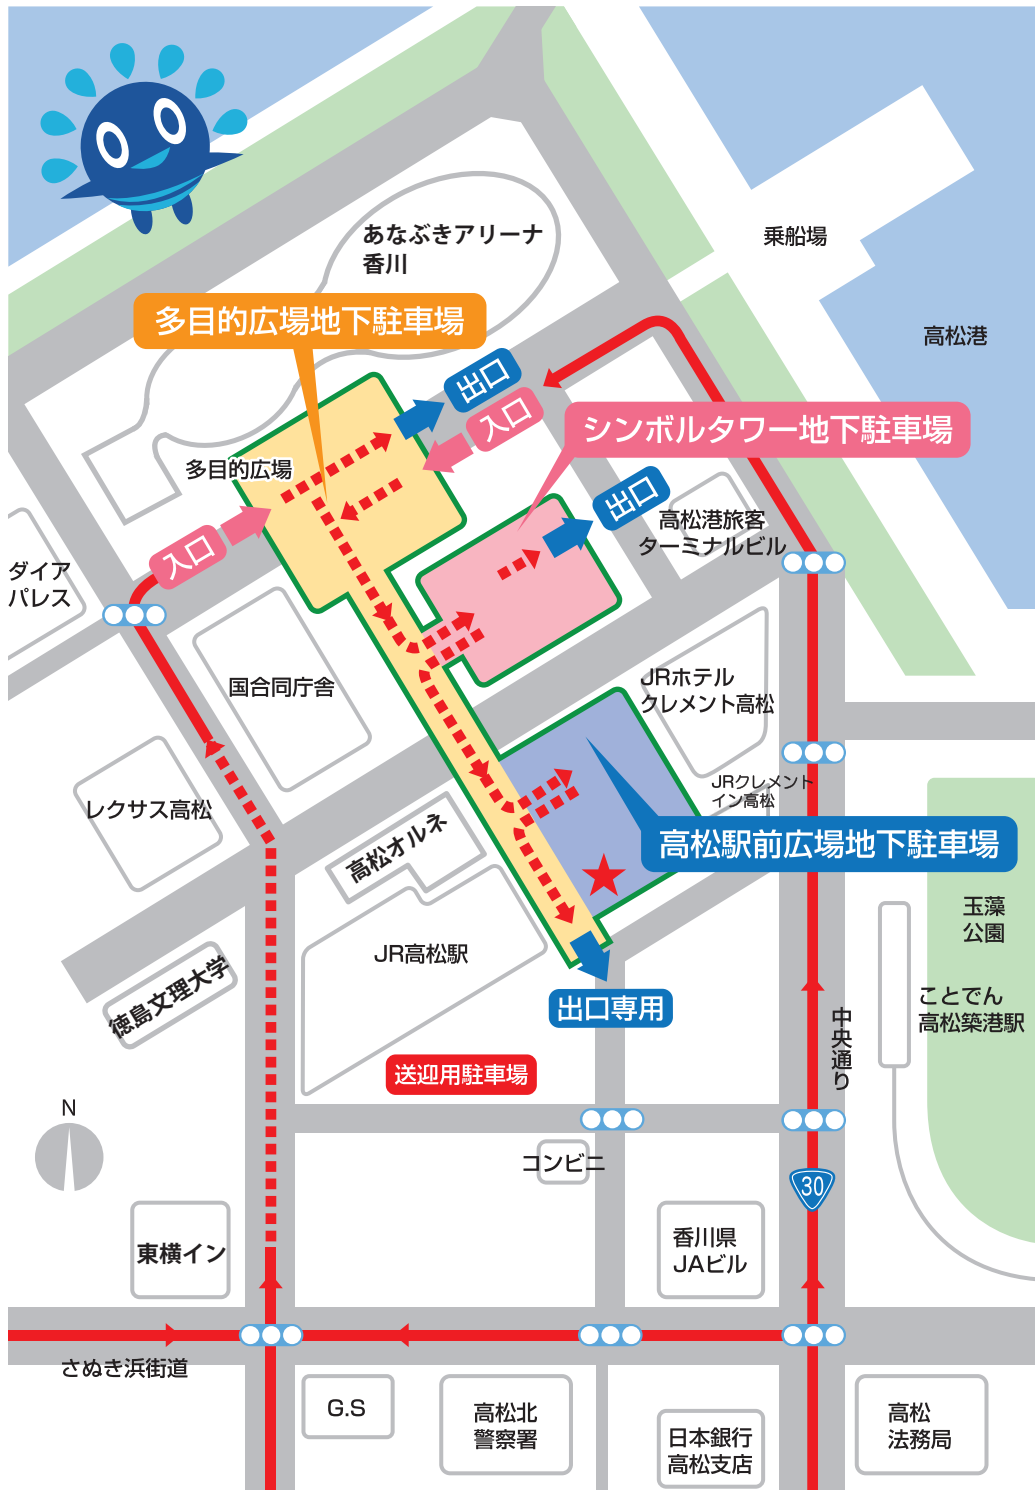 あなぶきアリーナ
香川
乗船場
高松港
多目的広場地下駐車場
出口
入口
シンボルタワー地下駐車場
多目的広場
出口
高松港旅客
ターミナルビル
入口
ダイア
パレス
国合同庁舎
JRホテル
クレメント高松
レクサス高松
JRクレメント
イン高松
高松オルネ
高松駅前広場地下駐車場
玉藻
公園
JR高松駅
徳島文理大学
出口専用
ことでん
高松築港駅
中央通り
送迎用駐車場
N
コンビニ
30
東横イン
香川県
JAビル
さぬき浜街道
G.S
高松北
警察署
日本銀行
高松支店
高松
法務局